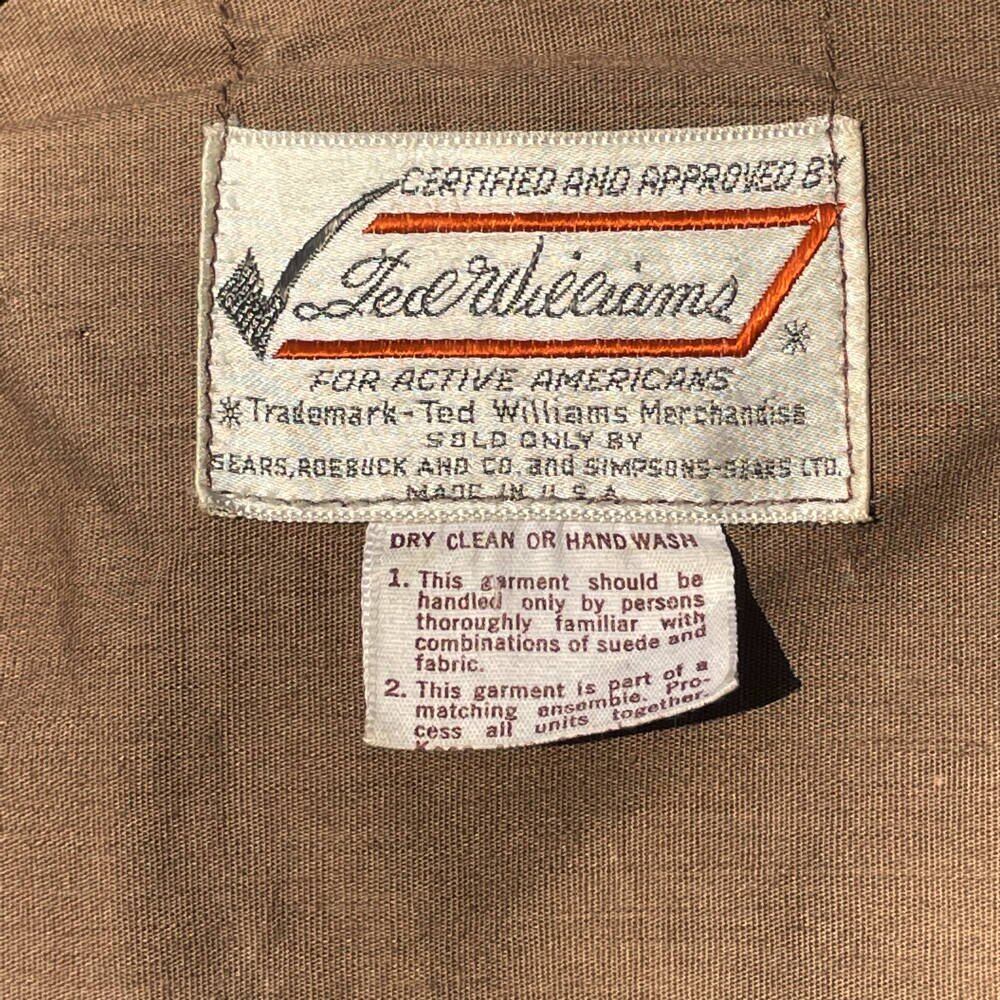 CERTIFIED AND APPROVED BY
Ted Williams *
FOR ACTIVE AMERICANS
* Trademark-Ted Williams Merchandise
SOLD ONLY BY
SEARS, ROEBUCK AND CO. and SIMPSONS-SEARS LTD.
MADE IN U.S.A
DRY CLEAN OR HAND WASH
1. This garment should be
handled only by persons
thoroughly familiar with
combinations of suede and
fabric.
2. This garment is part of a
matching ensemble. Pro-
cess all units together.